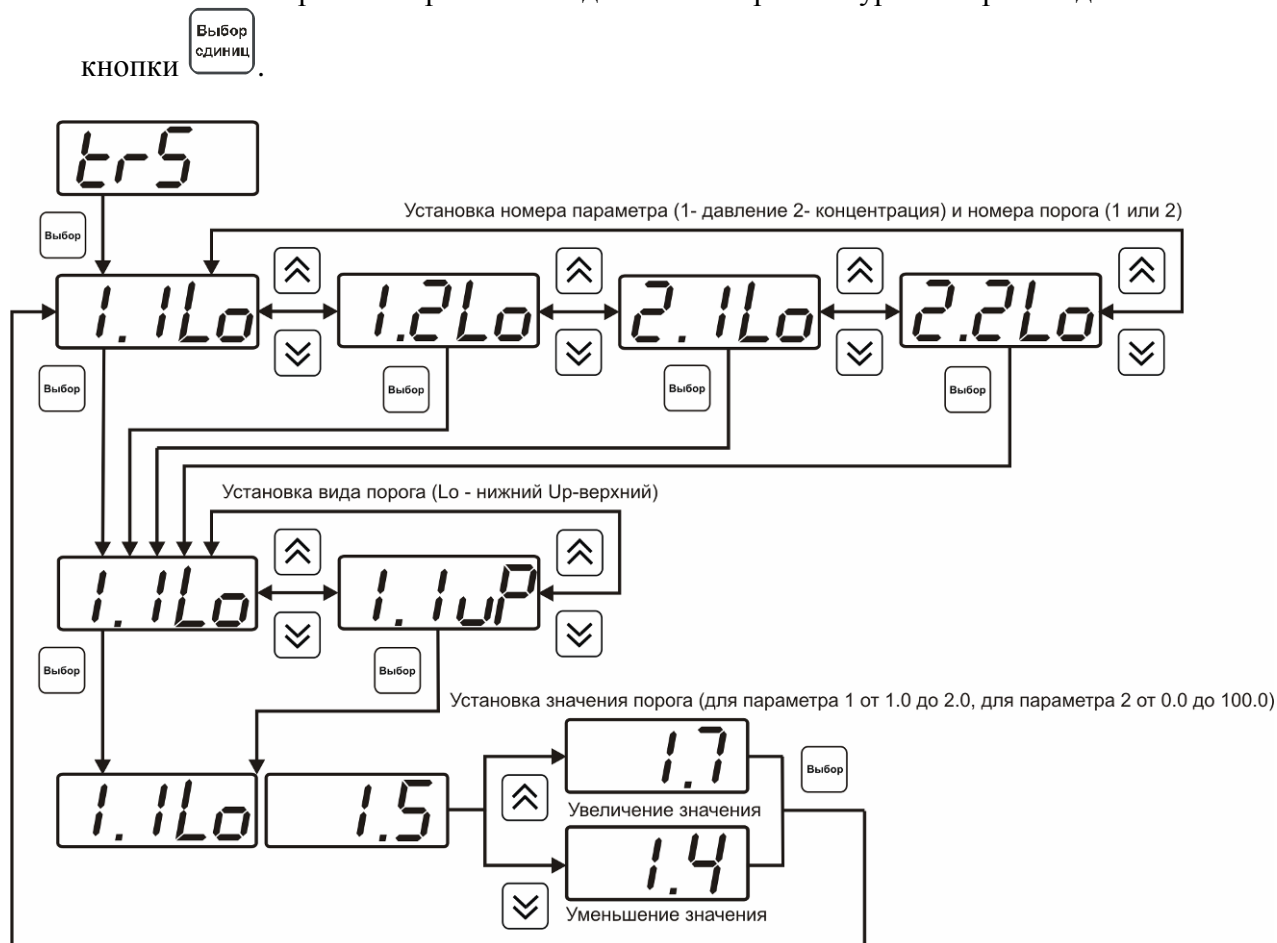 Выбор
единиц
кнопки .
trS
Установка номера параметра (1- давление 2- концентрация) и номера порога (1 или 2)
Выбор
1.1Lo 1.2Lo 2.1Lo 2.2Lo
Выбор Выбор Выбор Выбор
Установка вида порога (Lo - нижний Up-верхний)
1.1Lo 1.1uP
Выбор Выбор
Установка значения порога (для параметра 1 от 1.0 до 2.0, для параметра 2 от 0.0 до 100.0)
1.7
Выбор
Увеличение значения
1.1Lo 1.5
1.4
Уменьшение значения